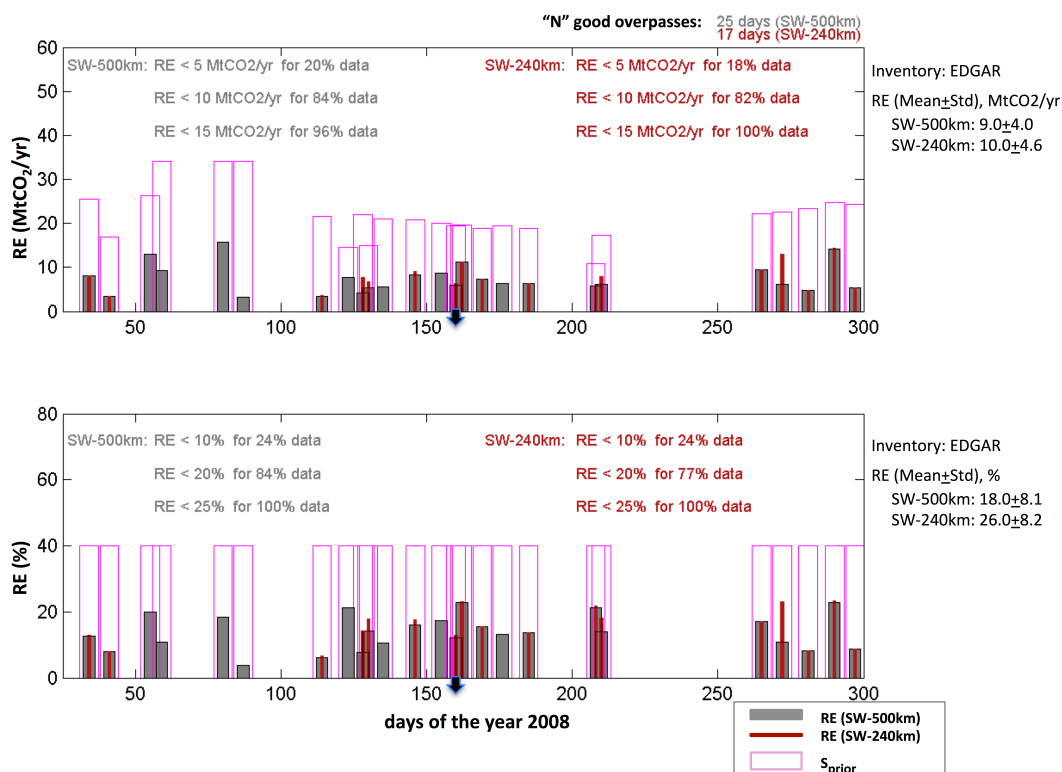 “N” good overpasses: 25 days (SW-500km)
17 days (SW-240km)
60
50
40
30
20
10
0
RE (MtCO2/yr)
SW-500km: RE < 5 MtCO2/yr for 20% data
RE < 10 MtCO2/yr for 84% data
RE < 15 MtCO2/yr for 96% data
SW-240km: RE < 5 MtCO2/yr for 18% data
RE < 10 MtCO2/yr for 82% data
RE < 15 MtCO2/yr for 100% data
Inventory: EDGAR
RE (Mean+Std), MtCO2/yr
SW-500km: 9.0+4.0
SW-240km: 10.0+4.6
50 100 150 200 250 300
80
60
40
20
0
RE (%)
SW-500km: RE < 10% for 24% data
RE < 20% for 84% data
RE < 25% for 100% data
SW-240km: RE < 10% for 24% data
RE < 20% for 77% data
RE < 25% for 100% data
Inventory: EDGAR
RE (Mean+Std), %
SW-500km: 18.0+8.1
SW-240km: 26.0+8.2
50 100 150 200 250 300
days of the year 2008
RE (SW-500km)
RE (SW-240km)
Sprior